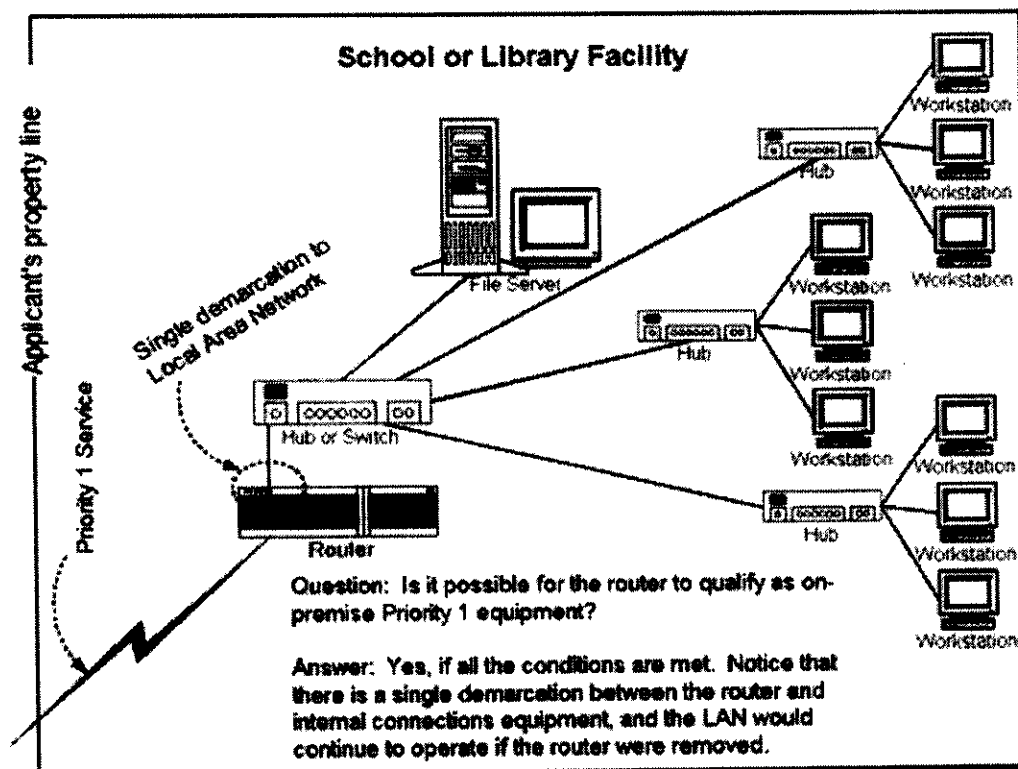 School or Library Facility
Applicant's property line
Priority 1 Service
Single demarcation to
Local Area Network
File Server
Hub or Switch
Router
Hub
Workstation
Workstation
Workstation
Hub
Workstation
Workstation
Workstation
Hub
Workstation
Workstation
Workstation
Question: Is it possible for the router to qualify as on-
premise Priority 1 equipment?
Answer: Yes, if all the conditions are met. Notice that
there is a single demarcation between the router and
internal connections equipment, and the LAN would
continue to operate if the router were removed.